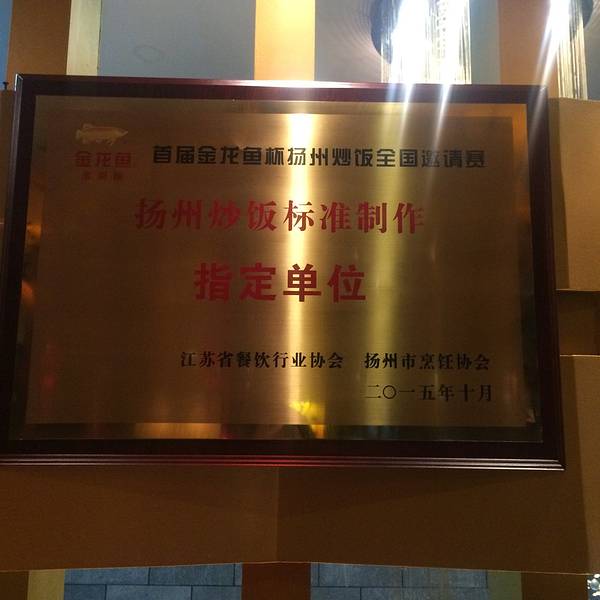 金龙鱼
首届金龙鱼杯扬州炒饭全国邀请赛
扬州炒饭标准制作
指定单位
江苏省餐饮行业协会 扬州市烹饪协会
二〇一五年十月